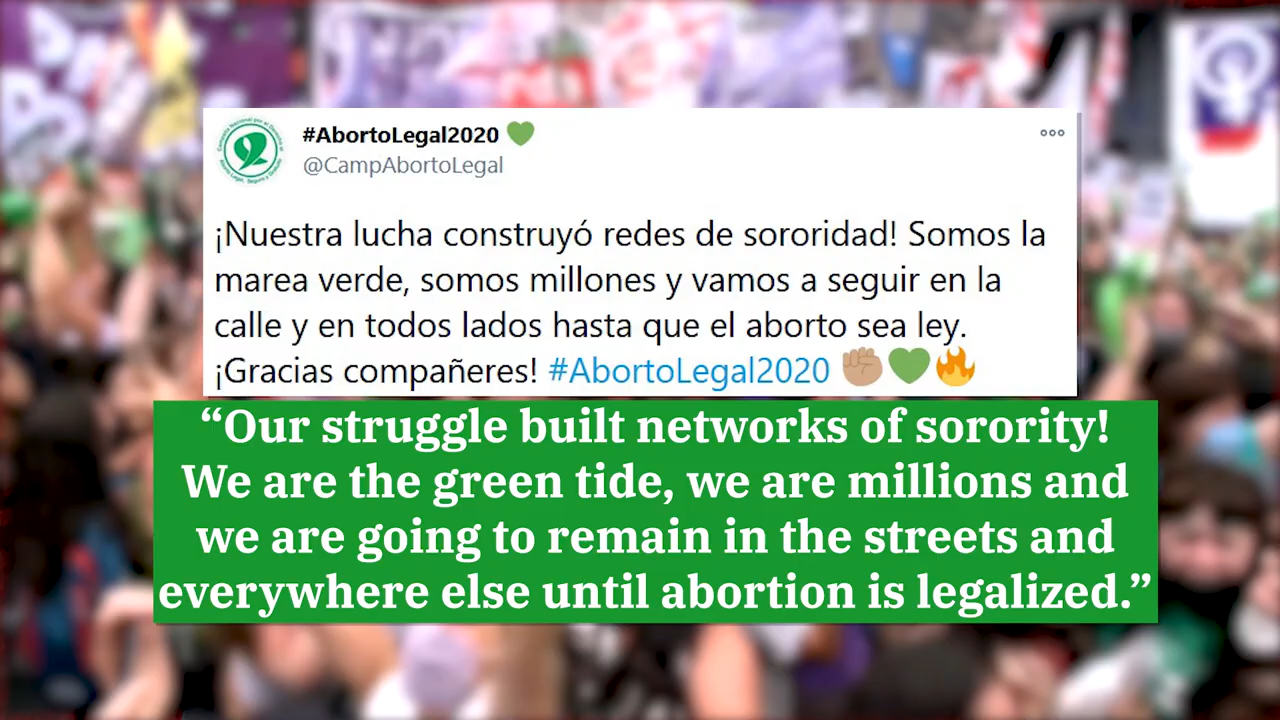 #AbortoLegal2020 💚
@CampAbortoLegal
¡Nuestra lucha construyó redes de sororidad! Somos la
marea verde, somos millones y vamos a seguir en la
calle y en todos lados hasta que el aborto sea ley.
¡Gracias compañeres! #AbortoLegal2020 ✊🏽💚🔥
“Our struggle built networks of sorority!
We are the green tide, we are millions and
we are going to remain in the streets and
everywhere else until abortion is legalized.”